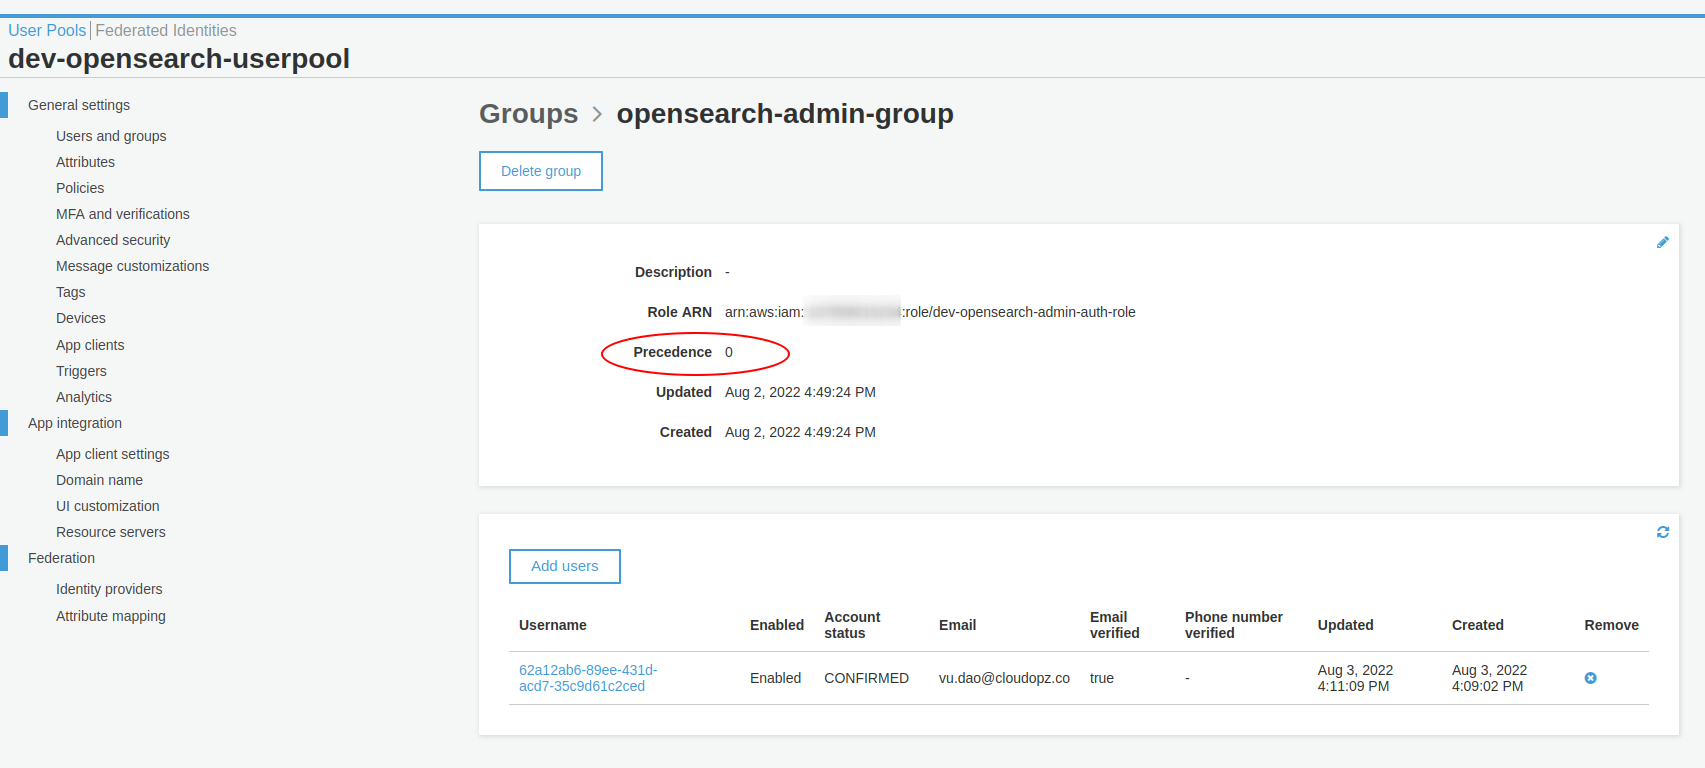 User Pools | Federated Identities
dev-opensearch-userpool
General settings
Users and groups
Attributes
Policies
MFA and verifications
Advanced security
Message customizations
Tags
Devices
App clients
Triggers
Analytics
App integration
App client settings
Domain name
UI customization
Resource servers
Federation
Identity providers
Attribute mapping
Groups > opensearch-admin-group
Delete group
Description -
Role ARN arn:aws:iam: :role/dev-opensearch-admin-auth-role
Precedence 0
Updated Aug 2, 2022 4:49:24 PM
Created Aug 2, 2022 4:49:24 PM
Add users
Username Enabled Account status Email Email verified Phone number verified Updated Created Remove
62a12ab6-89ee-431d-acd7-35c9d61c2ced Enabled CONFIRMED vu.dao@cloudopz.co true - Aug 3, 2022 4:11:09 PM Aug 3, 2022 4:09:02 PM